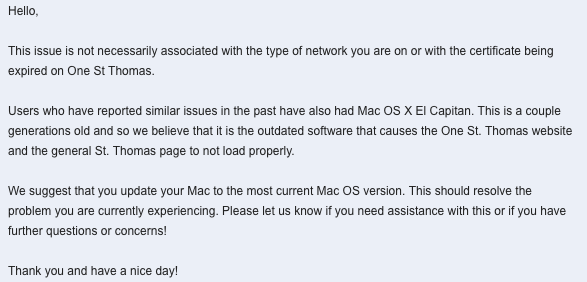 Hello,
This issue is not necessarily associated with the type of network you are on or with the certificate being
expired on One St Thomas.
Users who have reported similar issues in the past have also had Mac OS X El Capitan. This is a couple
generations old and so we believe that it is the outdated software that causes the One St. Thomas website
and the general St. Thomas page to not load properly.
We suggest that you update your Mac to the most current Mac OS version. This should resolve the
problem you are currently experiencing. Please let us know if you need assistance with this or if you have
further questions or concerns!
Thank you and have a nice day!